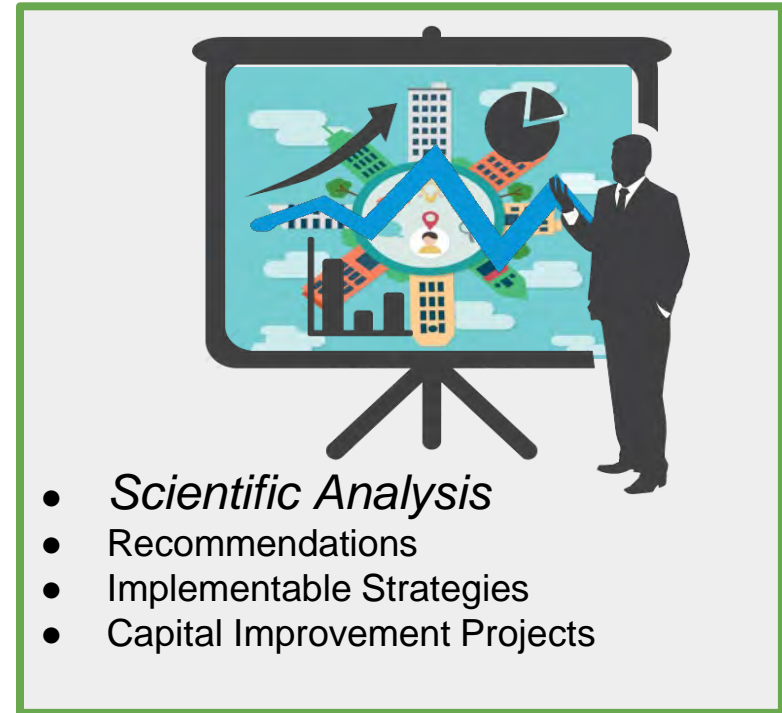 ● Scientific Analysis
● Recommendations
● Implementable Strategies
● Capital Improvement Projects